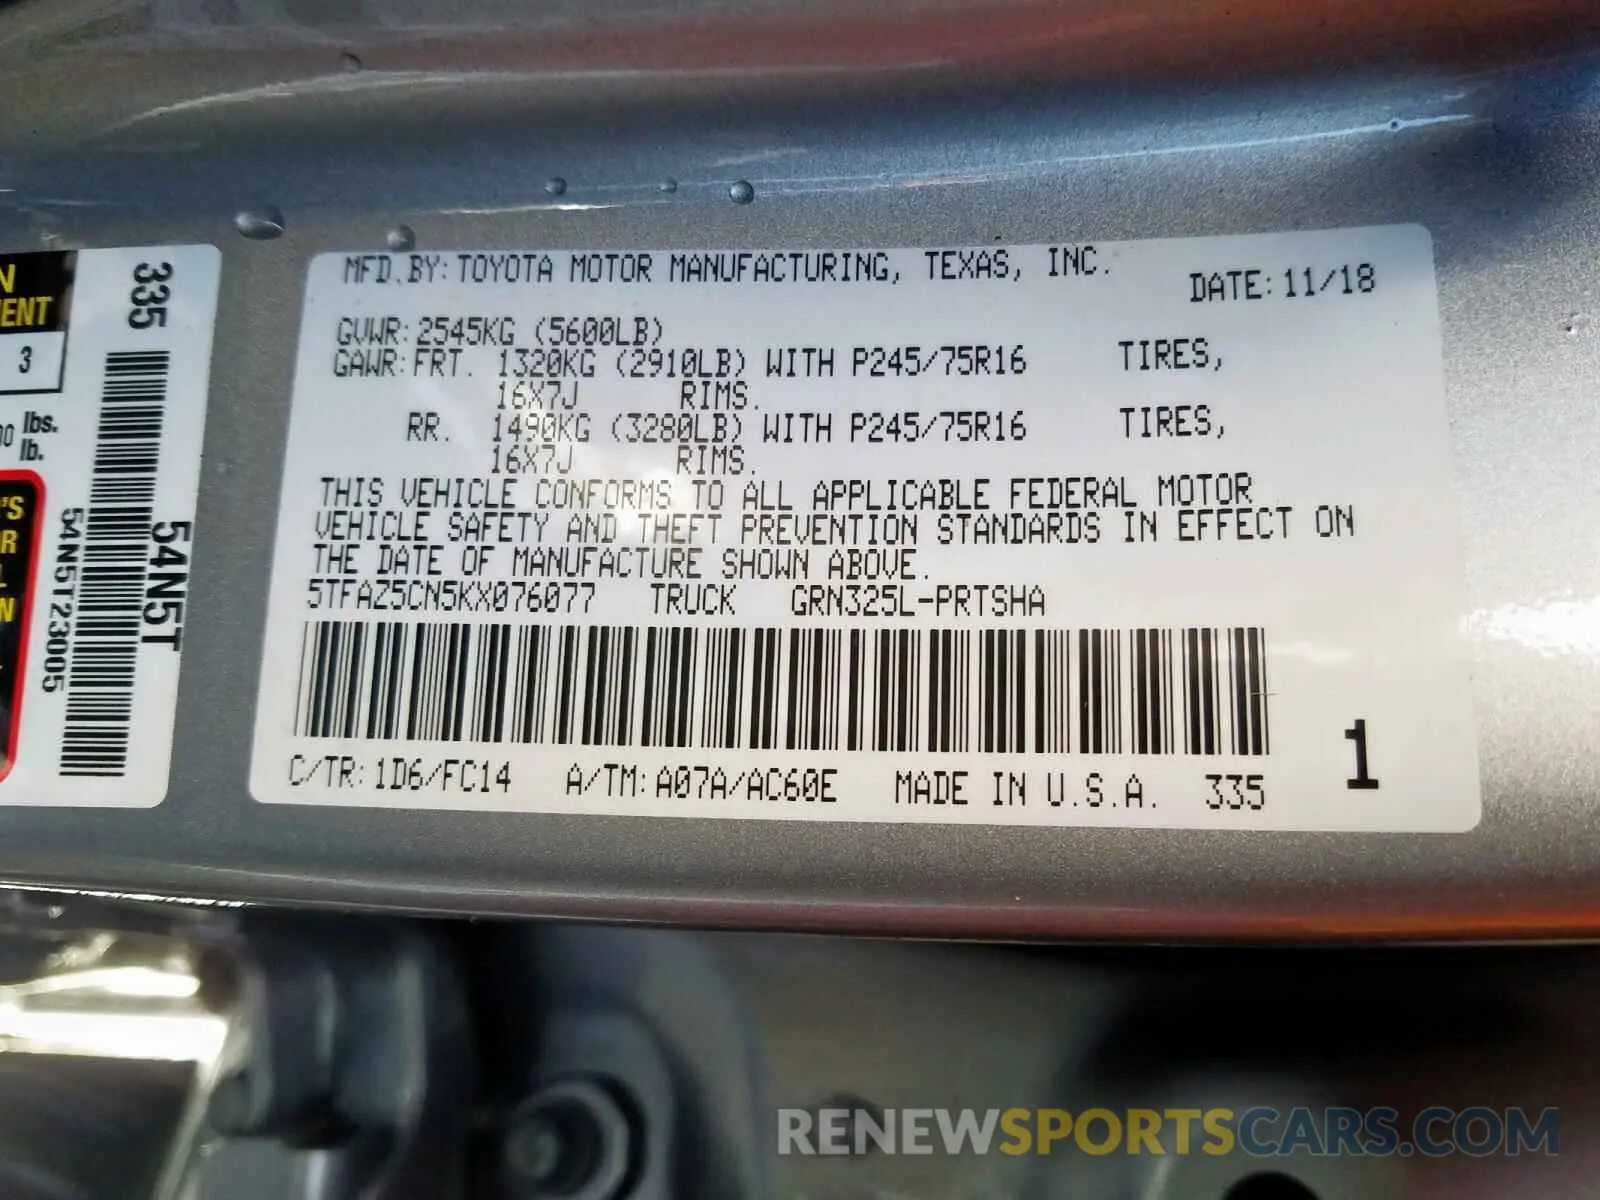 MFD.BY: TOYOTA MOTOR MANUFACTURING, TEXAS, INC.
DATE: 11/18
GVWR: 2545KG (5600LB)
GAWR: FRT. 1320KG (2910LB) WITH P245/75R16 TIRES,
16X7J RIMS.
RR. 1490KG (3280LB) WITH P245/75R16 TIRES,
16X7J RIMS.
THIS VEHICLE CONFORMS TO ALL APPLICABLE FEDERAL MOTOR
VEHICLE SAFETY AND THEFT PREVENTION STANDARDS IN EFFECT ON
THE DATE OF MANUFACTURE SHOWN ABOVE.
5TFAZ5CN5KX076077 TRUCK GRN325L-PRTSHA
C/TR: 1D6/FC14 A/TM: A07A/AC60E MADE IN U.S.A. 335
1
335
54N5T
54N5T23005
3
lbs.
lb.
RENEWSPORTSCARS.COM